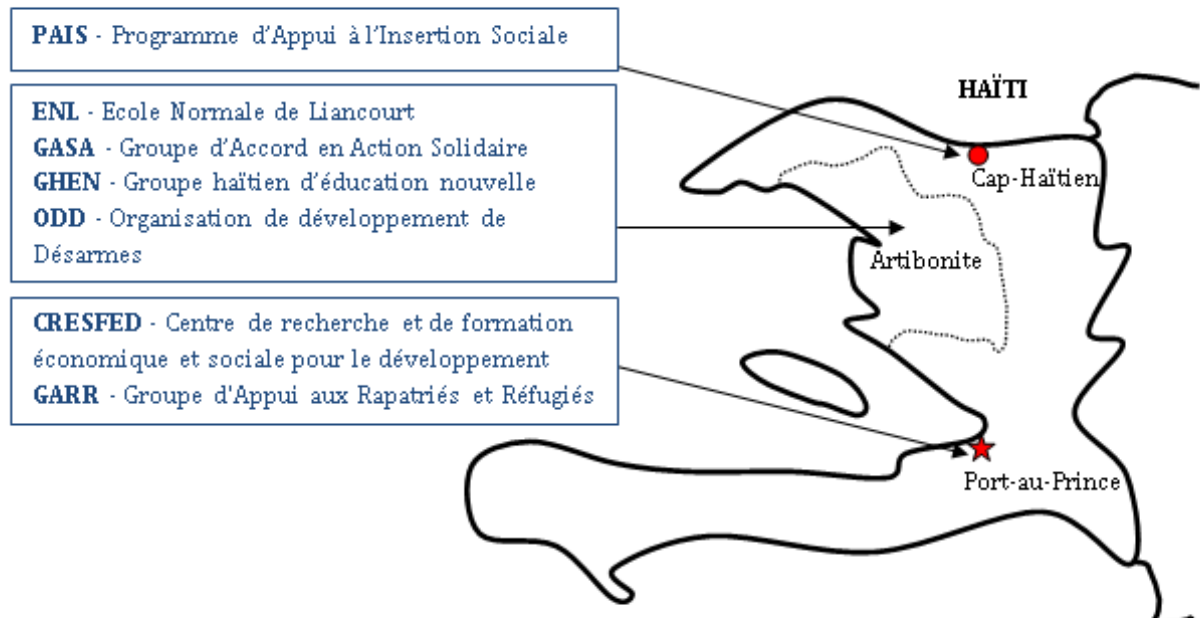 PAIS - Programme d'Appui à l'Insertion Sociale
ENL - Ecole Normale de Liancourt
GASA - Groupe d'Accord en Action Solidaire
GHEN - Groupe haïtien d'éducation nouvelle
ODD - Organisation de développement de
Désarmes
CRESFED - Centre de recherche et de formation
économique et sociale pour le développement
GARR - Groupe d'Appui aux Rapatriés et Réfugiés
HAÏTI
Cap-Haïtien
Artibonite
Port-au-Prince